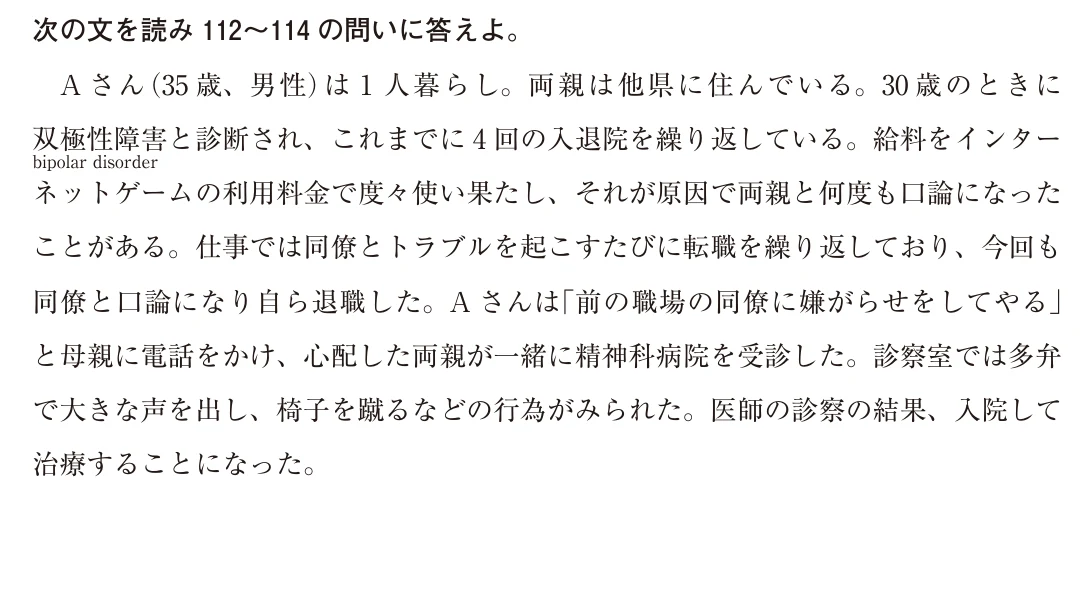 次の文を読み 112〜114 の問いに答えよ。
A さん(35 歳、男性)は 1 人暮らし。両親は他県に住んでいる。30 歳のときに
双極性障害と診断され、これまでに 4 回の入退院を繰り返している。給料をインター
bipolar disorder
ネットゲームの利用料金で度々使い果たし、それが原因で両親と何度も口論になった
ことがある。仕事では同僚とトラブルを起こすたびに転職を繰り返しており、今回も
同僚と口論になり自ら退職した。A さんは「前の職場の同僚に嫌がらせをしてやる」
と母親に電話をかけ、心配した両親が一緒に精神科病院を受診した。診察室では多弁
で大きな声を出し、椅子を蹴るなどの行為がみられた。医師の診察の結果、入院して
治療することになった。